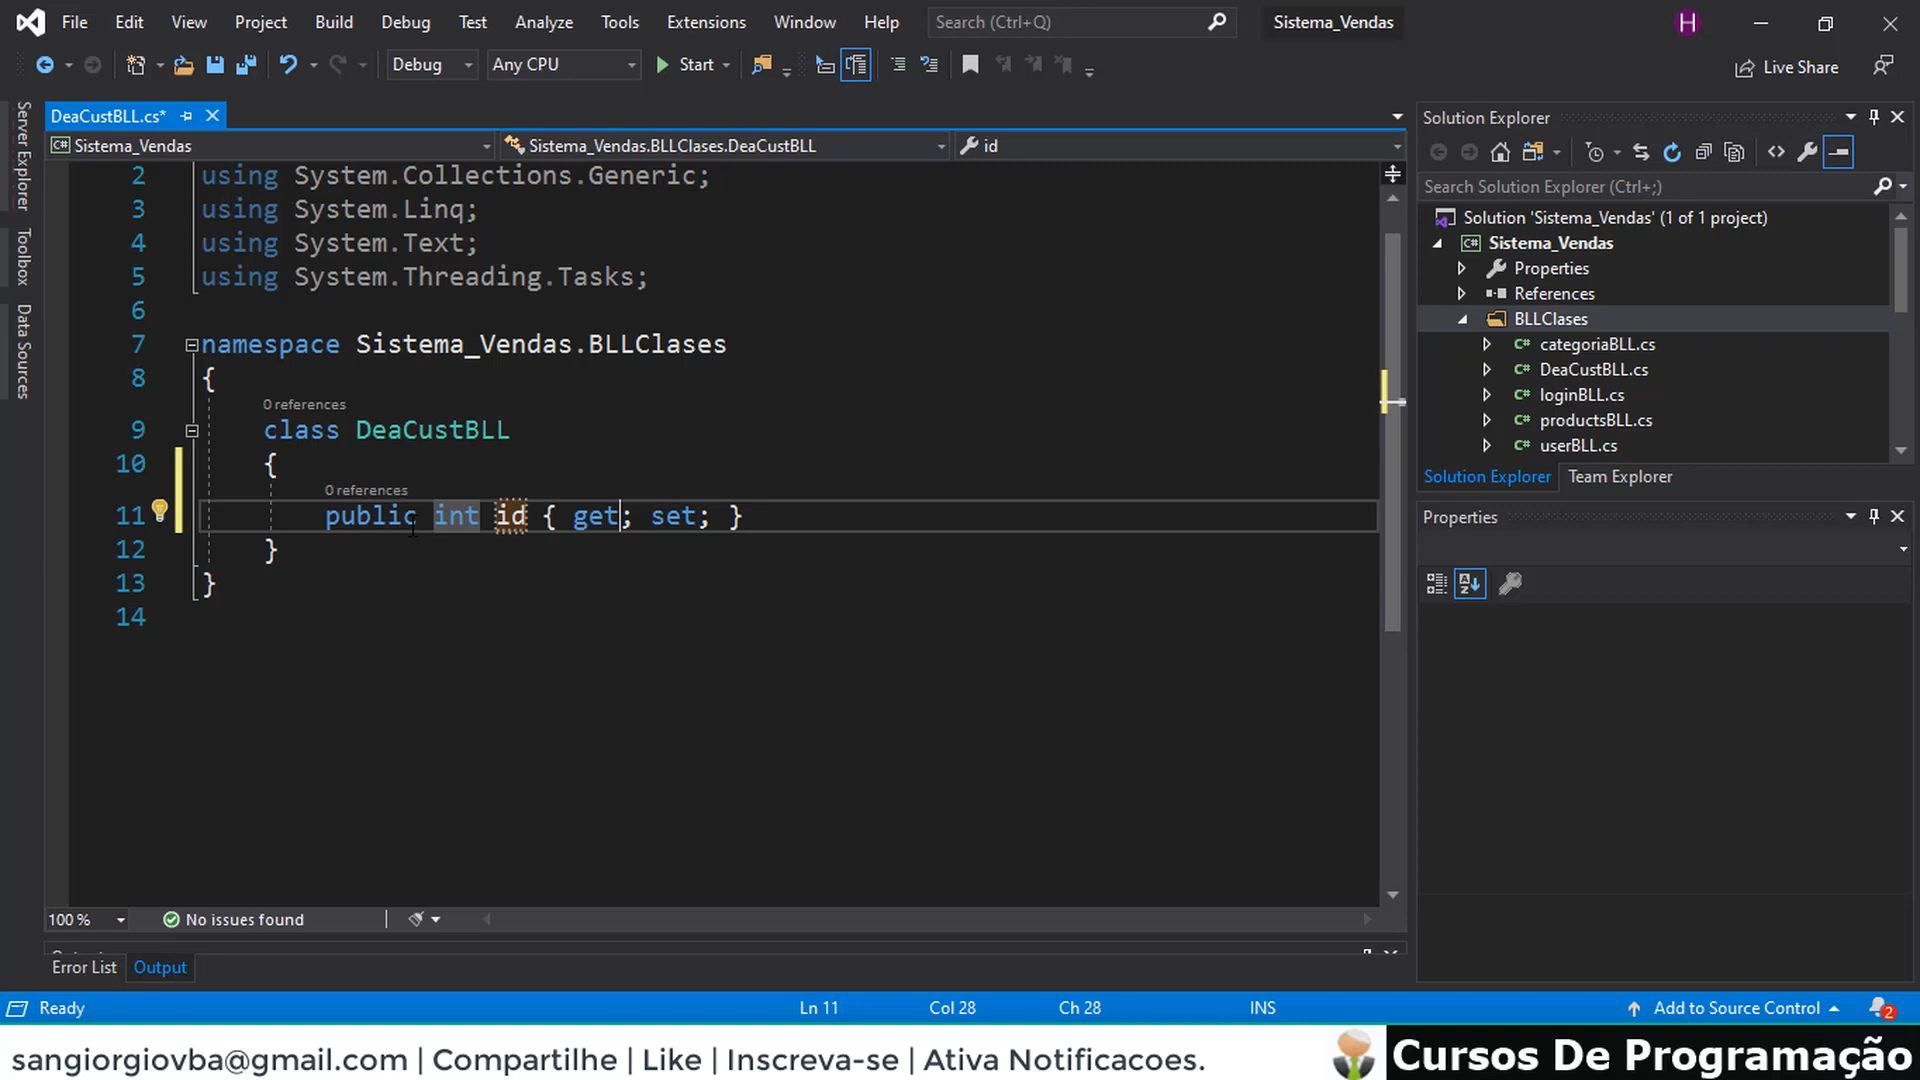 File Edit View Project Build Debug Test Analyze Tools Extensions Window Help Search (Ctrl+Q) Sistema_Vendas H
Debug Any CPU Start Live Share
Server Explorer
Toolbox
Data Sources
DeaCustBLL.cs*
Sistema_Vendas Sistema_Vendas.BLLClases.DeaCustBLL id
2 using System.Collections.Generic;
3 using System.Linq;
4 using System.Text;
5 using System.Threading.Tasks;
6
7 namespace Sistema_Vendas.BLLClases
8 {
0 references
9 class DeaCustBLL
10 {
0 references
11 public int id { get; set; }
12 }
13 }
14
100 % No issues found
Error List Output
Solution Explorer
Search Solution Explorer (Ctrl+;)
Solution 'Sistema_Vendas' (1 of 1 project)
Sistema_Vendas
Properties
References
BLLClases
categoriaBLL.cs
DeaCustBLL.cs
loginBLL.cs
productsBLL.cs
userBLL.cs
Solution Explorer Team Explorer
Properties
Ready Ln 11 Col 28 Ch 28 INS Add to Source Control 2
sangiorgiovba@gmail.com | Compartilhe | Like | Inscreva-se | Ativa Notificacoes.
Cursos De Programação